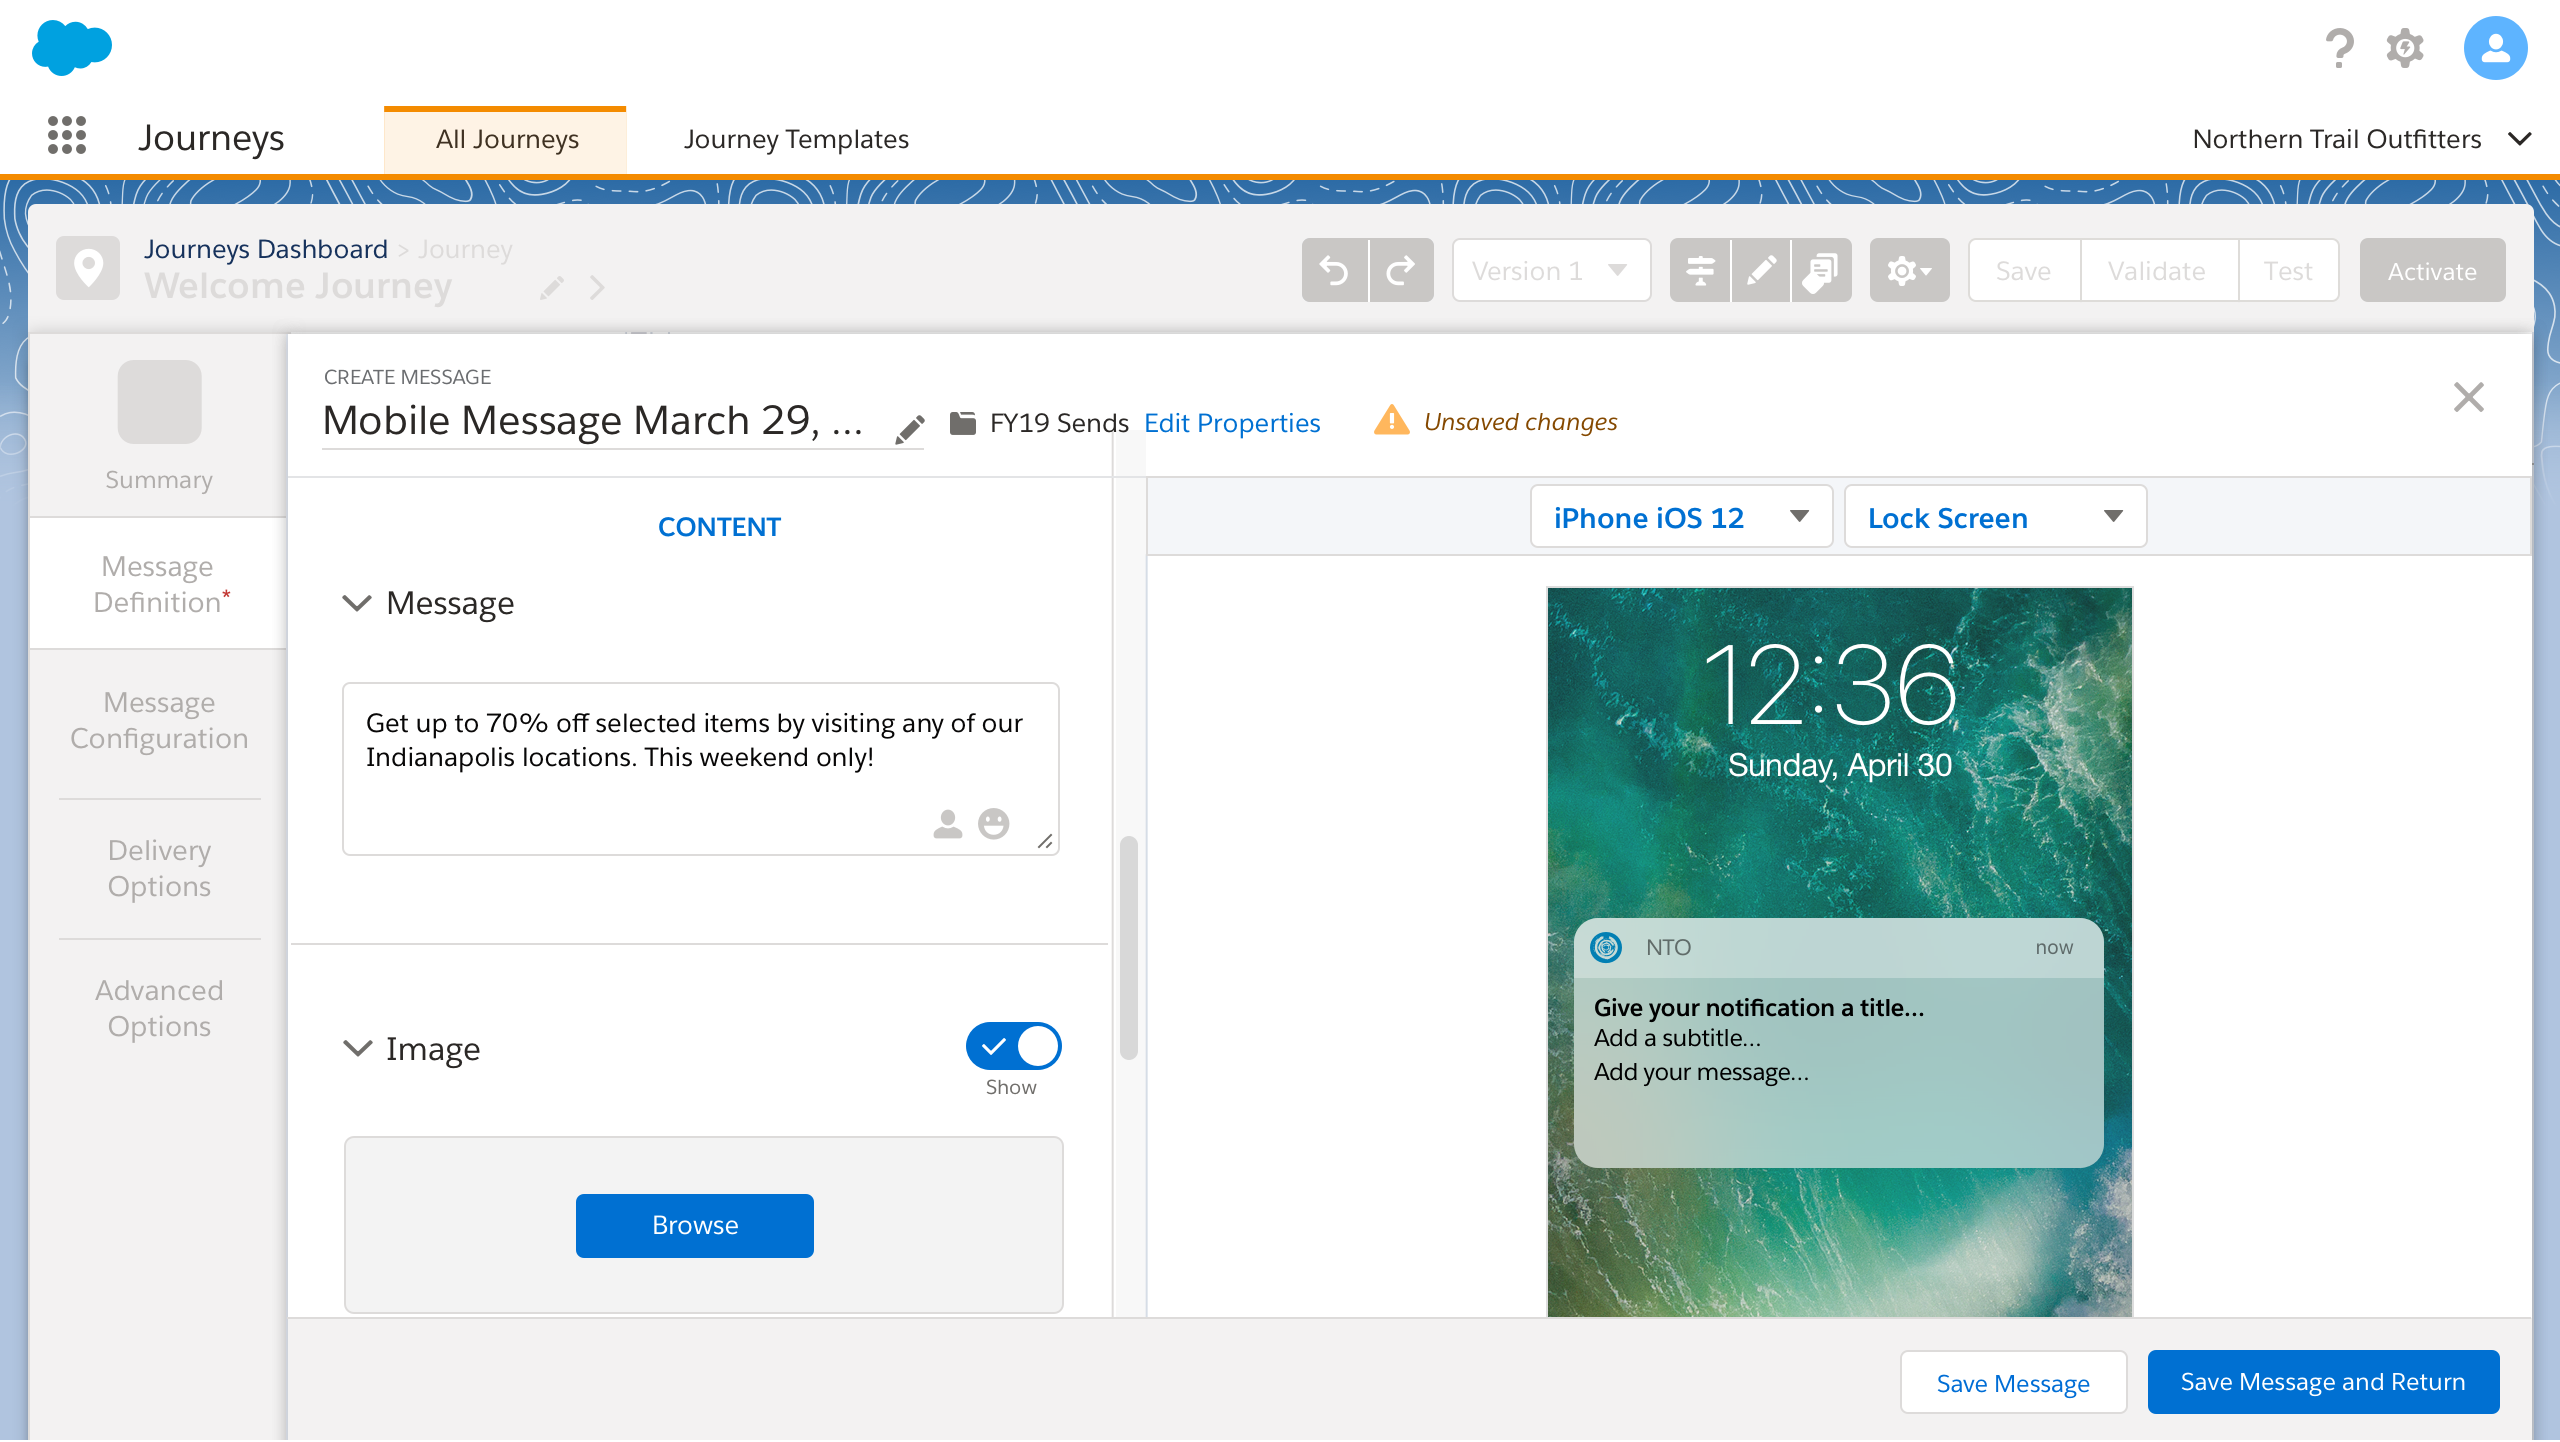 Journeys
All Journeys
Journey Templates
Northern Trail Outfitters
Journeys Dashboard > Journey
Welcome Journey
Version 1
Save
Validate
Test
Activate
Summary
Message
Definition*
Message
Configuration
Delivery
Options
Advanced
Options
CREATE MESSAGE
Mobile Message March 29, ...
FY19 Sends
Edit Properties
Unsaved changes
CONTENT
Message
Get up to 70% off selected items by visiting any of our
Indianapolis locations. This weekend only!
Image
Show
Browse
iPhone iOS 12
Lock Screen
12:36
Sunday, April 30
NTO
now
Give your notification a title...
Add a subtitle...
Add your message...
Save Message
Save Message and Return